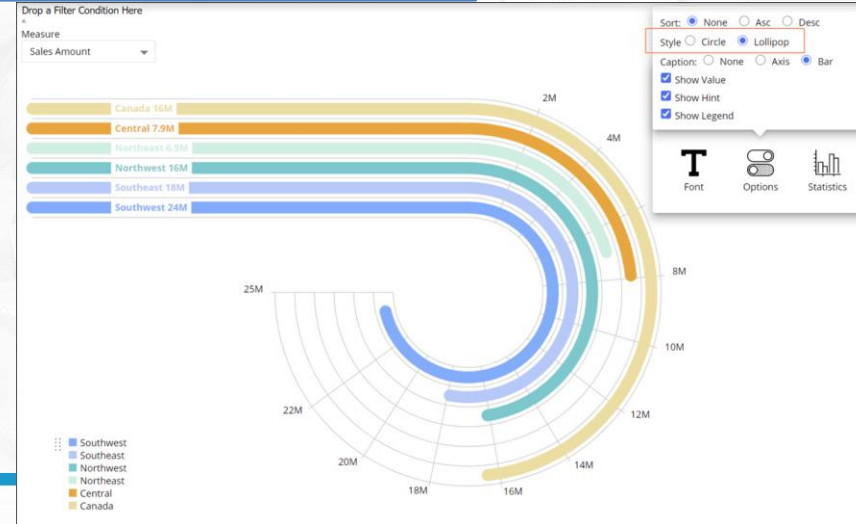 Drop a Filter Condition Here
Measure
Sales Amount
Sort: None Asc Desc
Style Circle Lollipop
Caption: None Axis Bar
Show Value
Show Hint
Show Legend
Font Options Statistics
Canada 16M
Central 7.9M
Northeast 6.9M
Northwest 16M
Southeast 18M
Southwest 24M
2M
4M
8M
10M
12M
14M
16M
18M
20M
22M
25M
Southwest
Southeast
Northwest
Northeast
Central
Canada